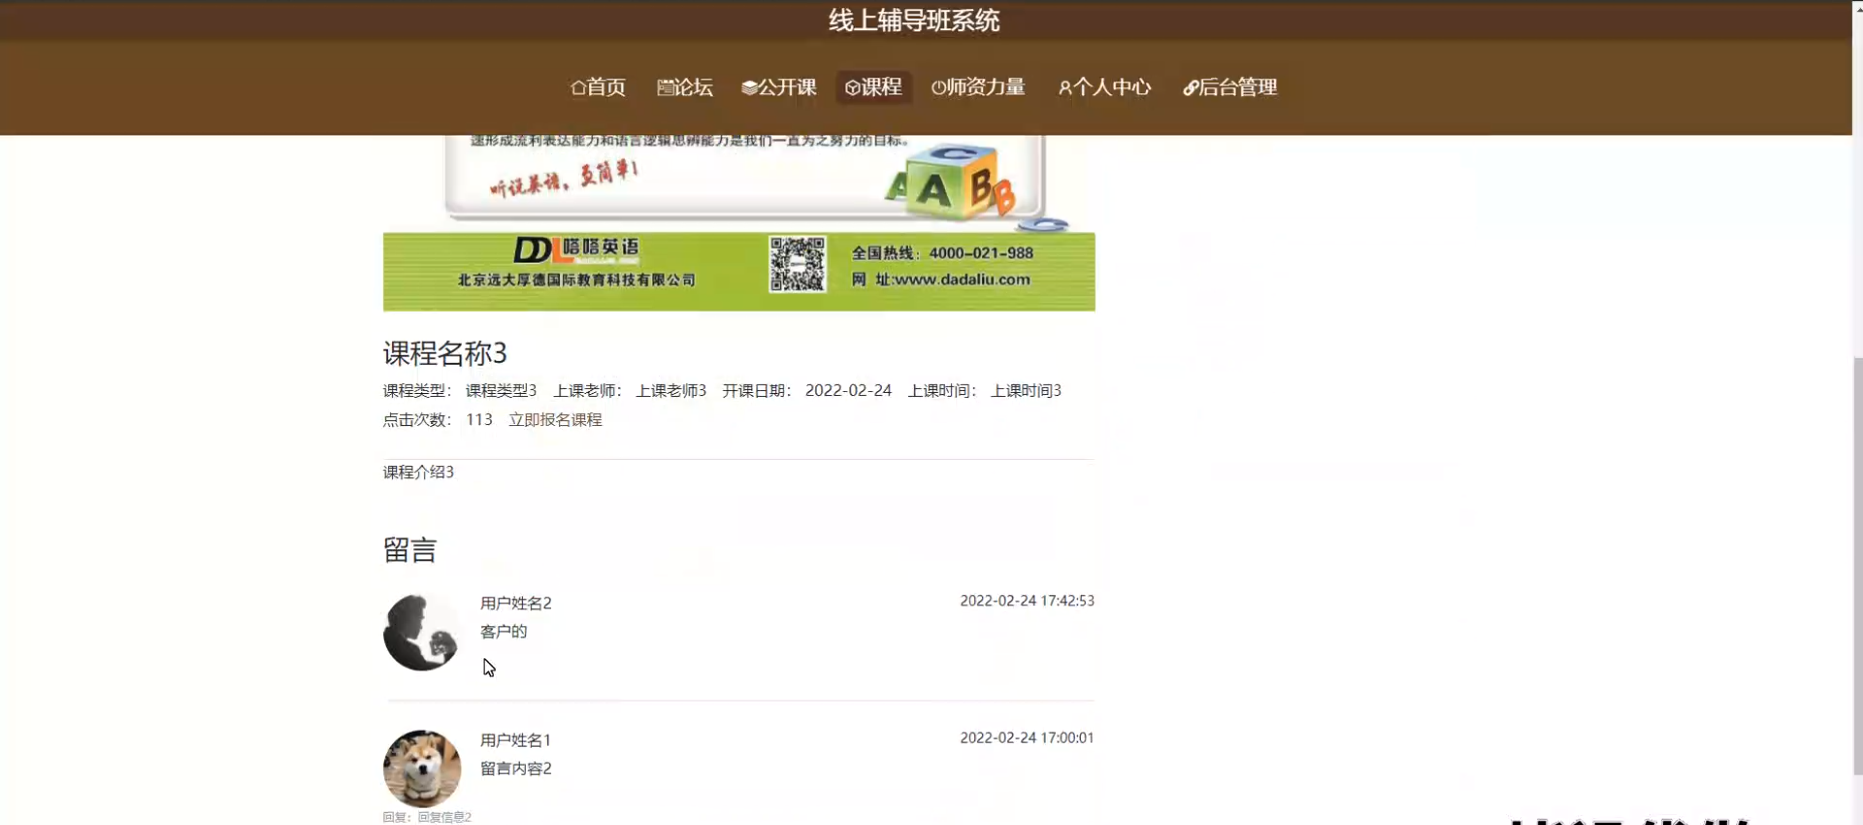 线上辅导班系统
首页 论坛 公开课 课程 师资力量 个人中心 后台管理
速形成流利表达能力和语言逻辑思辨能力是我们一直为之努力的目标。
听说英语,更简单!
A A B B C
DDL嗒嗒英语
北京远大厚德国际教育科技有限公司
全国热线:4000-021-988
网 址:www.dadaliu.com
课程名称3
课程类型: 课程类型3 上课老师: 上课老师3 开课日期: 2022-02-24 上课时间: 上课时间3
点击次数: 113 立即报名课程
课程介绍3
留言
用户姓名2 2022-02-24 17:42:53
客户的
用户姓名1 2022-02-24 17:00:01
留言内容2
回复:回复信息2